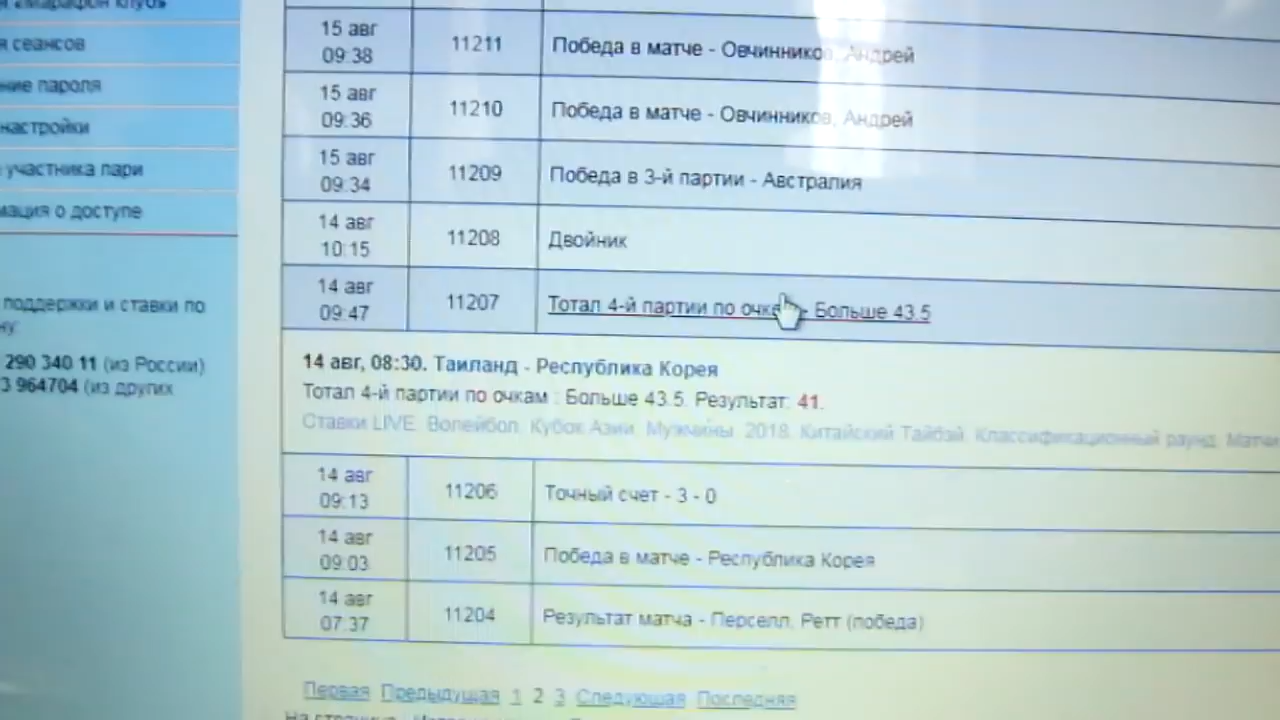 «Марафон клуб»
сеансов
пароля
настройки
участника пари
о доступе
поддержки и ставки по
290 340 11 (из России)
3 964704 (из других
15 авг
09:38
11211
Победа в матче - Овчинников, Андрей
15 авг
09:36
11210
Победа в матче - Овчинников, Андрей
15 авг
09:34
11209
Победа в 3-й партии - Австралия
14 авг
10:15
11208
Двойник
14 авг
09:47
11207
Тотал 4-й партии по - Больше 43.5
14 авг, 08:30. Таиланд - Республика Корея
Тотал 4-й партии по очкам : Больше 43.5. Результат: 41.
Ставки LIVE. Волейбол. Кубок Азии. Мужчины. 2018. Китайский Тайбэй. Классификационный раунд.
14 авг
09:13
11206
Точный счет - 3 - 0
14 авг
09:03
11205
Победа в матче - Республика Корея
14 авг
07:37
11204
Результат матча - Перселл, Ретт (победа)
Первая Предыдущая 1 2 3 Следующая Последняя